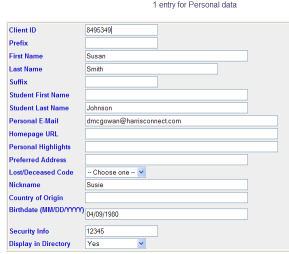 1 entry for Personal data
Client ID 8495349
Prefix
First Name Susan
Last Name Smith
Suffix
Student First Name
Student Last Name Johnson
Personal E-Mail dmcgowan@harrisconnect.com
Homepage URL
Personal Highlights
Preferred Address
Lost/Deceased Code -- Choose one --
Nickname Susie
Country of Origin
Birthdate (MM/DD/YYYY) 04/09/1980
Security Info 12345
Display in Directory Yes